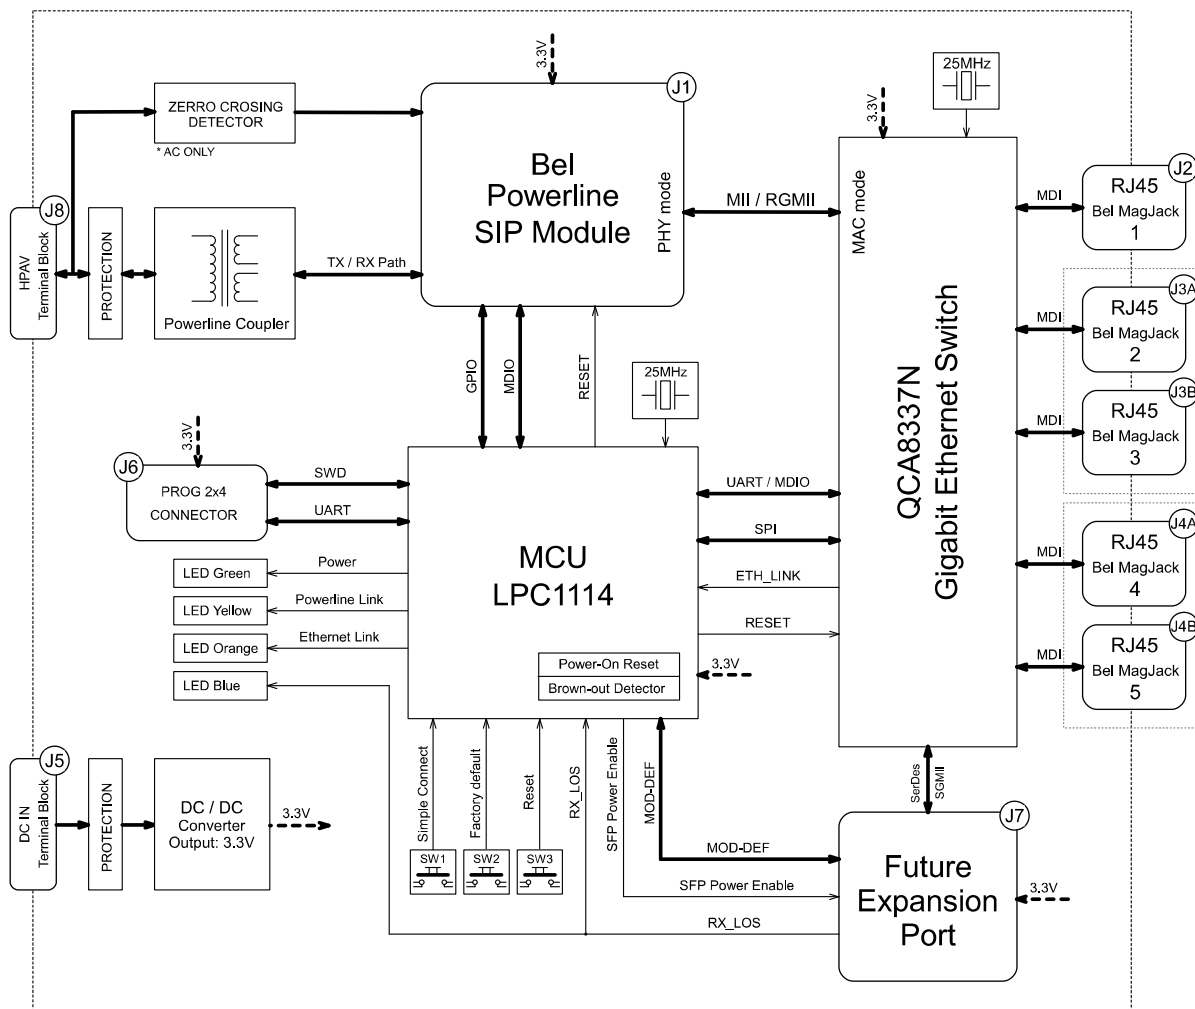 3.3V
J1
25MHz
3.3V
ZERRO CROSING
DETECTOR
* AC ONLY
Bel
Powerline
SIP Module
PHY mode
MII / RGMII
MAC mode
MDI
J2
RJ45
Bel MagJack
1
J8
HPAV
Terminal Block
PROTECTION
Powerline Coupler
TX / RX Path
QCA8337N
Gigabit Ethernet Switch
MDI
J3A
RJ45
Bel MagJack
2
GPIO
MDIO
RESET
25MHz
MDI
J3B
RJ45
Bel MagJack
3
3.3V
J6
PROG 2x4
CONNECTOR
SWD
UART
MCU
LPC1114
UART / MDIO
SPI
ETH_LINK
RESET
MDI
J4A
RJ45
Bel MagJack
4
LED Green
Power
LED Yellow
Powerline Link
LED Orange
Ethernet Link
LED Blue
Power-On Reset
Brown-out Detector
3.3V
MDI
J4B
RJ45
Bel MagJack
5
J5
DC IN
Terminal Block
PROTECTION
DC / DC
Converter
Output: 3.3V
3.3V
Simple Connect
Factory default
Reset
RX_LOS
SFP Power Enable
MOD-DEF
SW1
SW2
SW3
SerDes
SGMII
J7
Future
Expansion
Port
MOD-DEF
SFP Power Enable
RX_LOS
3.3V